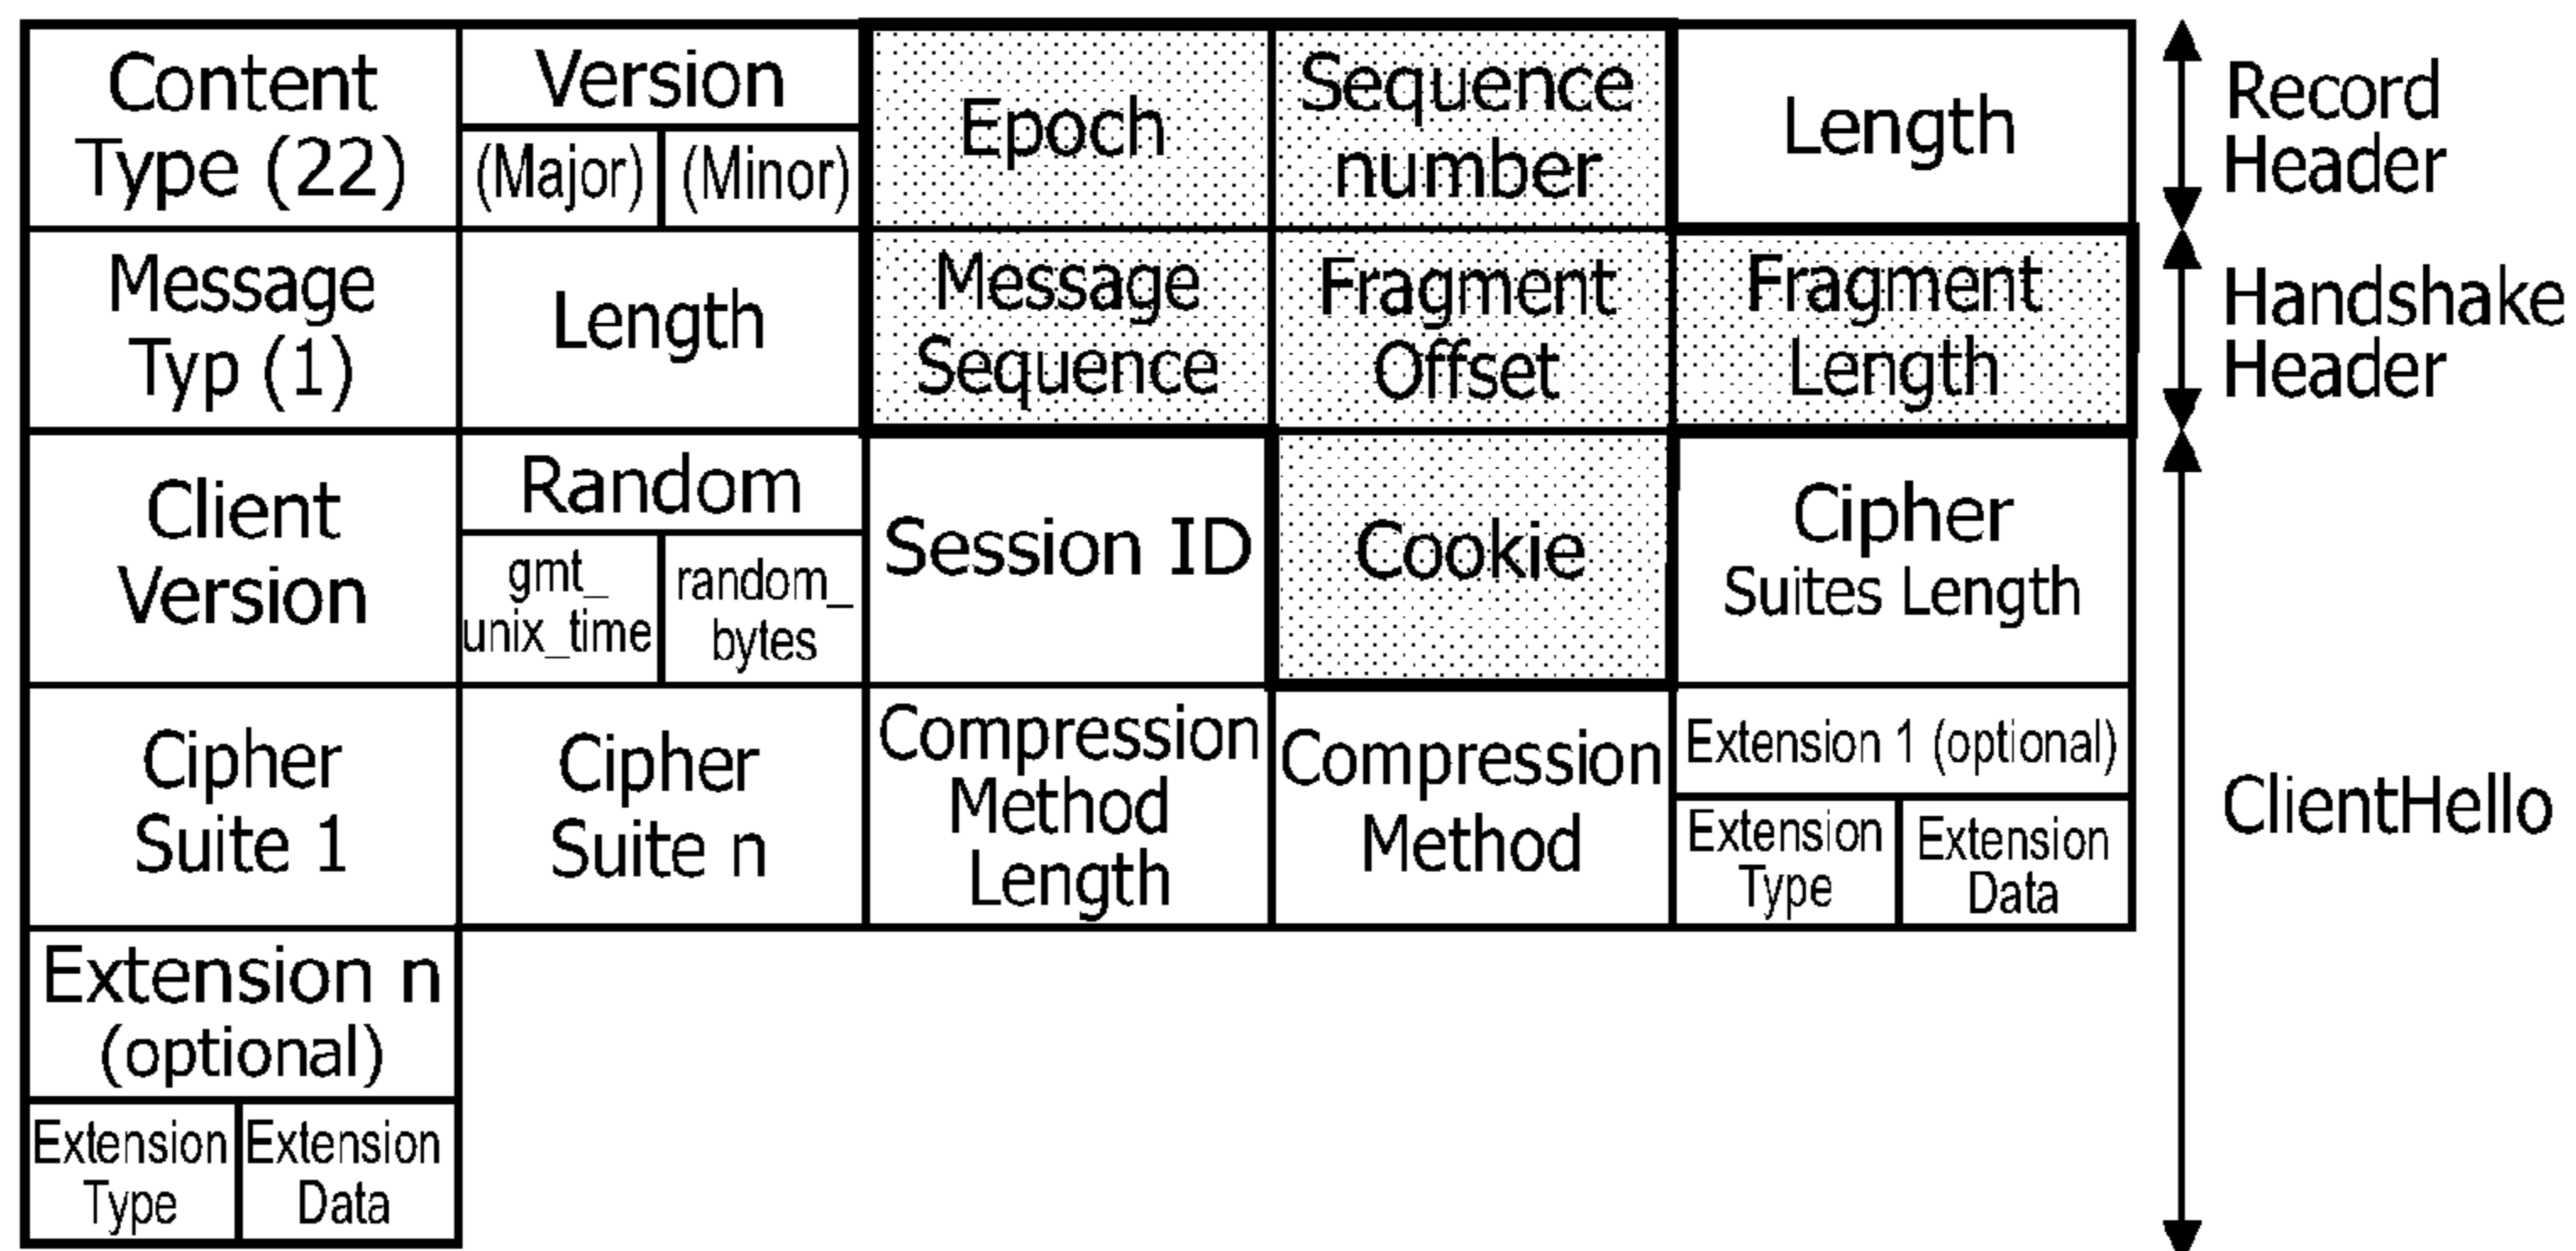 Content
Type (22)
Version
(Major)
(Minor)
Epoch
Sequence
number
Length
Record
Header
Message
Typ (1)
Length
Message
Sequence
Fragment
Offset
Fragment
Length
Handshake
Header
Client
Version
Random
gmt_
unix_time
random_
bytes
Session ID
Cookie
Cipher
Suites Length
Cipher
Suite 1
Cipher
Suite n
Compression
Method
Length
Compression
Method
Extension 1 (optional)
Extension
Type
Extension
Data
ClientHello
Extension n
(optional)
Extension
Type
Extension
Data